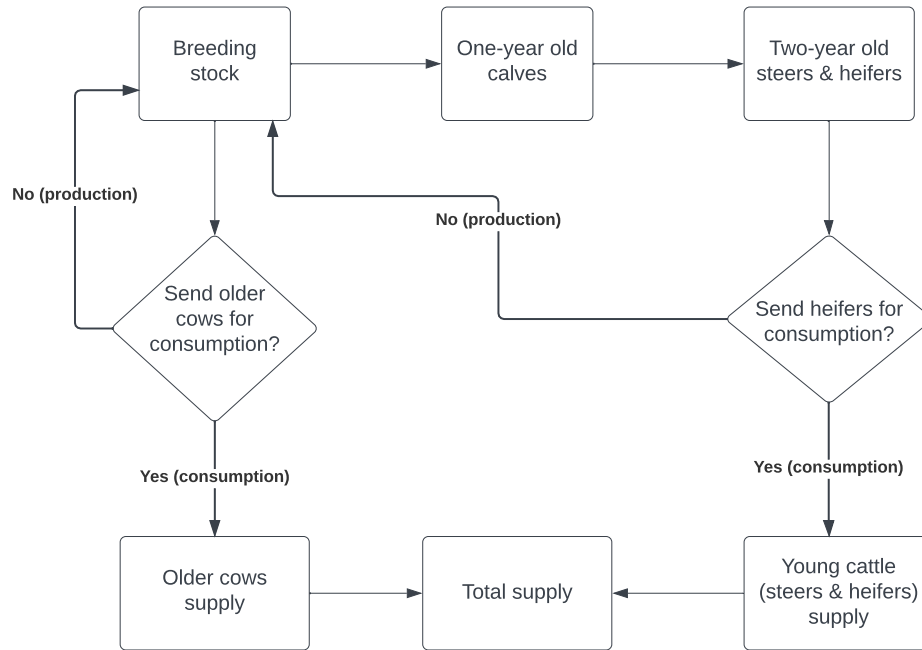 Breeding
stock
One-year old
calves
Two-year old
steers & heifers
No (production)
No (production)
Send older
cows for
consumption?
Send heifers for
consumption?
Yes (consumption)
Yes (consumption)
Older cows
supply
Total supply
Young cattle
(steers & heifers)
supply